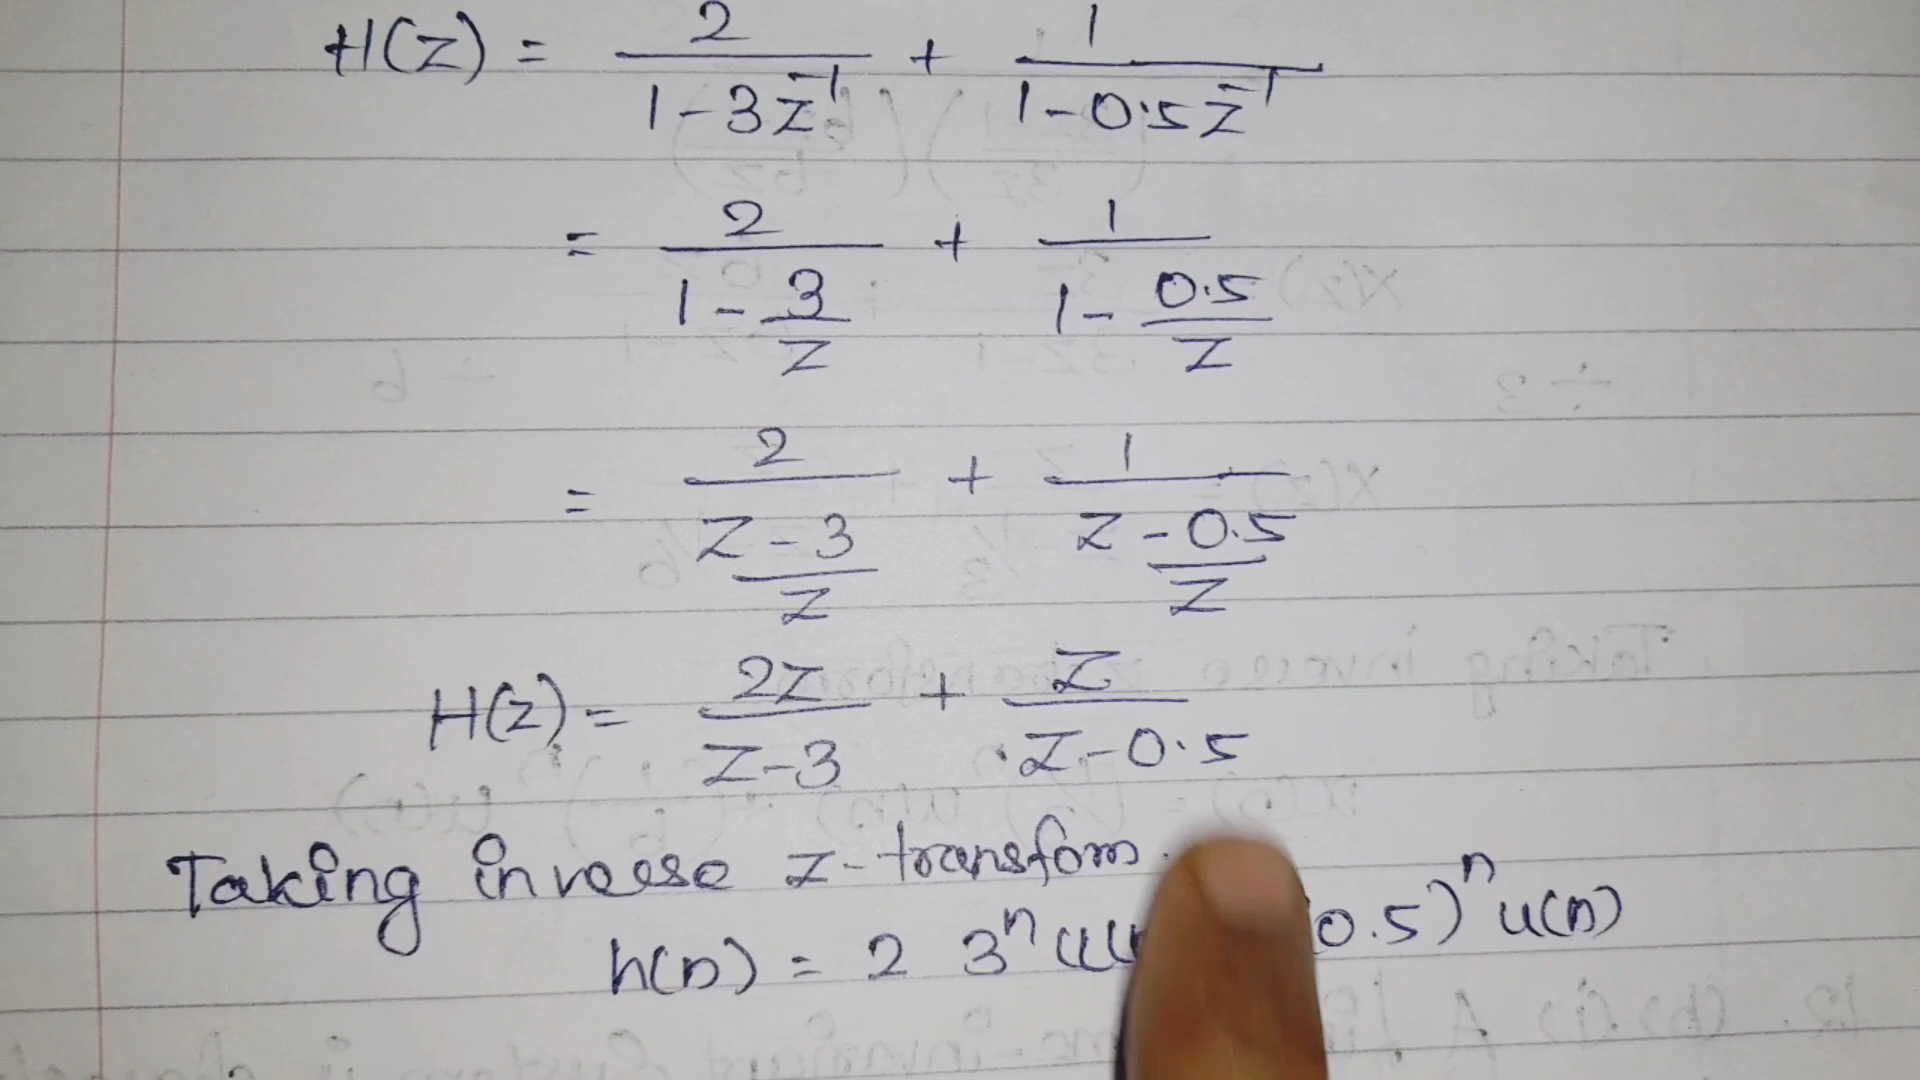 H(z) = 2 / 1-3z^-1 + 1 / 1-0.5z^-1
= 2 / 1 - 3/z + 1 / 1 - 0.5/z
= 2 / z-3/z + 1 / z-0.5/z
H(z) = 2z / z-3 + z / z-0.5
Taking inverse z-transform
h(n) = 2 3^n u(n 0.5)^n u(n)